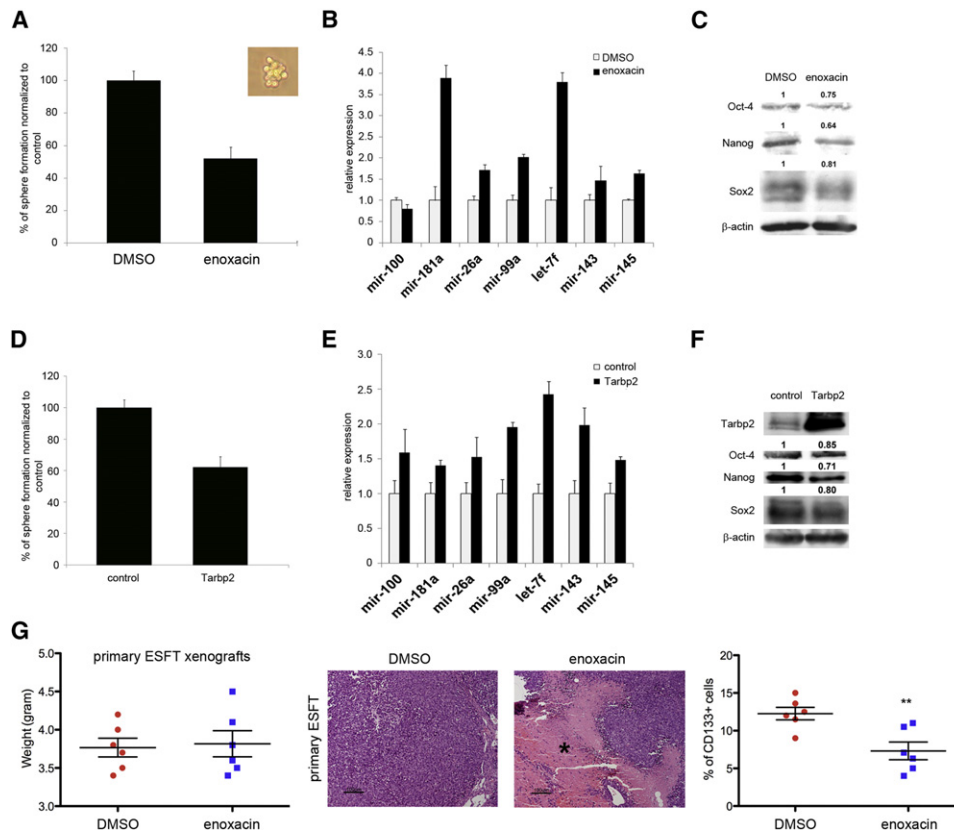 A
% of sphere formation normalized to
control
120
100
80
60
40
20
0
DMSO
enoxacin
B
relative expression
4.5
4.0
3.5
3.0
2.5
2.0
1.5
1.0
0.5
0.0
DMSO
enoxacin
mir-100
mir-181a
mir-26a
mir-99a
let-7f
mir-143
mir-145
C
DMSO enoxacin
1 0.75
Oct-4
1 0.64
Nanog
1 0.81
Sox2
β-actin
D
% of sphere formation normalized to
control
120
100
80
60
40
20
0
control
Tarbp2
E
relative expression
3.0
2.5
2.0
1.5
1.0
0.5
0.0
control
Tarbp2
mir-100
mir-181a
mir-26a
mir-99a
let-7f
mir-143
mir-145
F
control Tarbp2
Tarbp2
1 0.85
Oct-4
1 0.71
Nanog
1 0.80
Sox2
β-actin
G
primary ESFT xenografts
Weight (gram)
5.0
4.5
4.0
3.5
3.0
DMSO
enoxacin
DMSO
enoxacin
primary ESFT
*
% of CD133+ cells
20
15
10
5
0
**
DMSO
enoxacin